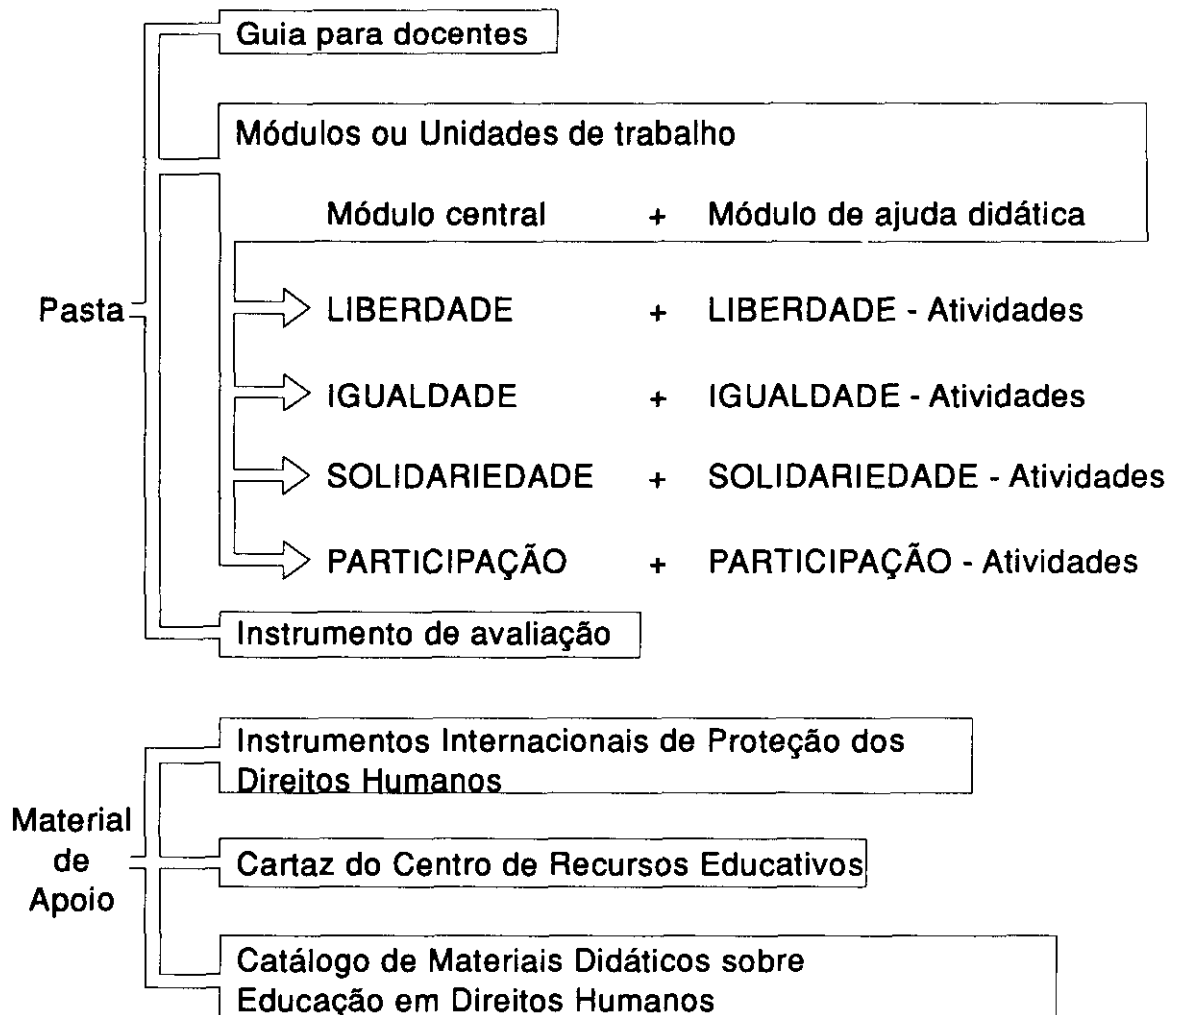 Guia para docentes
Módulos ou Unidades de trabalho
Módulo central + Módulo de ajuda didática
Pasta
LIBERDADE + LIBERDADE - Atividades
IGUALDADE + IGUALDADE - Atividades
SOLIDARIEDADE + SOLIDARIEDADE - Atividades
PARTICIPAÇÃO + PARTICIPAÇÃO - Atividades
Instrumento de avaliação
Material
de
Apoio
Instrumentos Internacionais de Proteção dos
Direitos Humanos
Cartaz do Centro de Recursos Educativos
Catálogo de Materiais Didáticos sobre
Educação em Direitos Humanos